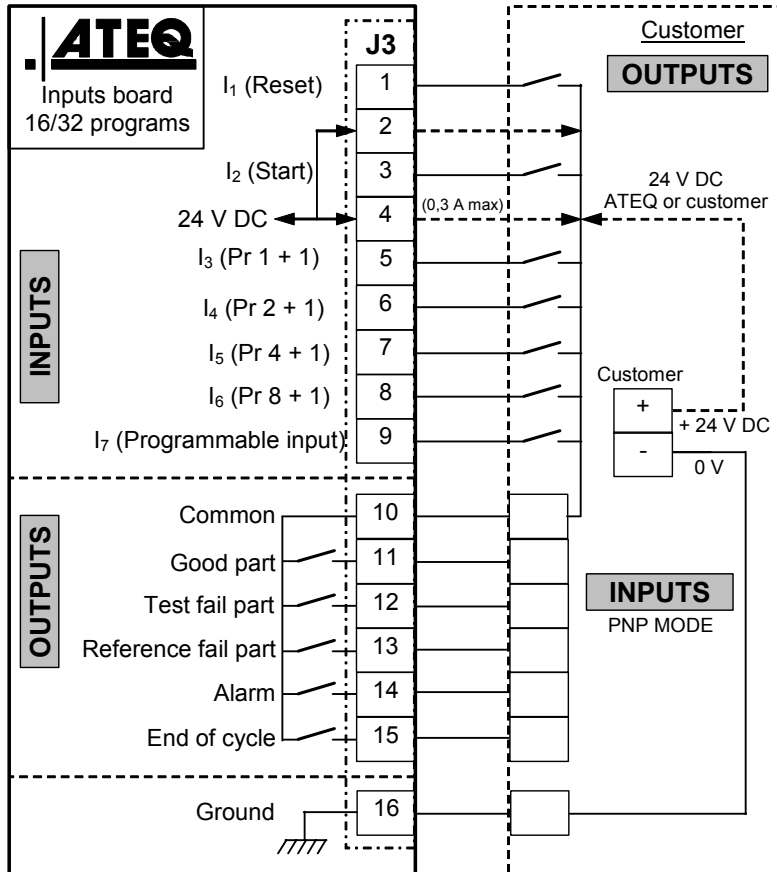 ATEQ
Inputs board
16/32 programs
J3
Customer
OUTPUTS
I₁ (Reset)
1
2
I₂ (Start)
3
24 V DC
4
(0,3 A max)
24 V DC
ATEQ or customer
I₃ (Pr 1 + 1)
5
I₄ (Pr 2 + 1)
6
I₅ (Pr 4 + 1)
7
I₆ (Pr 8 + 1)
8
I₇ (Programmable input)
9
INPUTS
Customer
+
+ 24 V DC
-
0 V
OUTPUTS
Common
10
Good part
11
Test fail part
12
Reference fail part
13
Alarm
14
End of cycle
15
INPUTS
PNP MODE
Ground
16